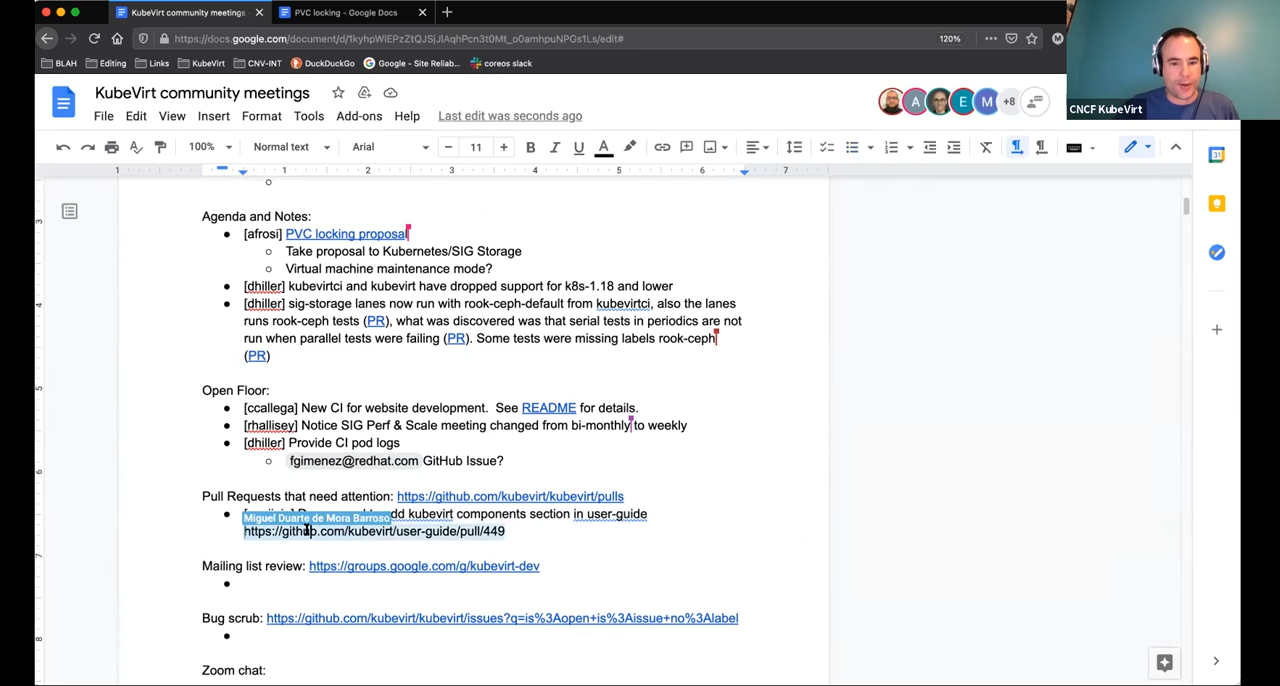 KubeVirt community meetings
PVC locking - Google Docs
https://docs.google.com/document/d/1kyhpWlEPzZtQJSjJlAqhPcn3t0Mt_o0amhpuNPGs1Ls/edit#
120%
BLAH
Editing
Links
KubeVirt
CNV-INT
DuckDuckGo
Google - Site Reliab...
coreos slack
CNCF KubeVirt
KubeVirt community meetings
File Edit View Insert Format Tools Add-ons Help Last edit was seconds ago
A
E
M
+8
100%
Normal text
Arial
11
B I U A
1 1 2 3 4 5 6 7
Agenda and Notes:
[afrosi] PVC locking proposal
Take proposal to Kubernetes/SIG Storage
Virtual machine maintenance mode?
[dhiller] kubevirtci and kubevirt have dropped support for k8s-1.18 and lower
[dhiller] sig-storage lanes now run with rook-ceph-default from kubevirtci, also the lanes
runs rook-ceph tests (PR), what was discovered was that serial tests in periodics are not
run when parallel tests were failing (PR). Some tests were missing labels rook-ceph
(PR)
Open Floor:
[ccallega] New CI for website development.  See README for details.
[rhallisey] Notice SIG Perf & Scale meeting changed from bi-monthly to weekly
[dhiller] Provide CI pod logs
fgimenez@redhat.com GitHub Issue?
Pull Requests that need attention: https://github.com/kubevirt/kubevirt/pulls
dd kubevirt components section in user-guide
Miguel Duarte de Mora Barroso
https://github.com/kubevirt/user-guide/pull/449
Mailing list review: https://groups.google.com/g/kubevirt-dev
Bug scrub: https://github.com/kubevirt/kubevirt/issues?q=is%3Aopen+is%3Aissue+no%3Alabel
Zoom chat: